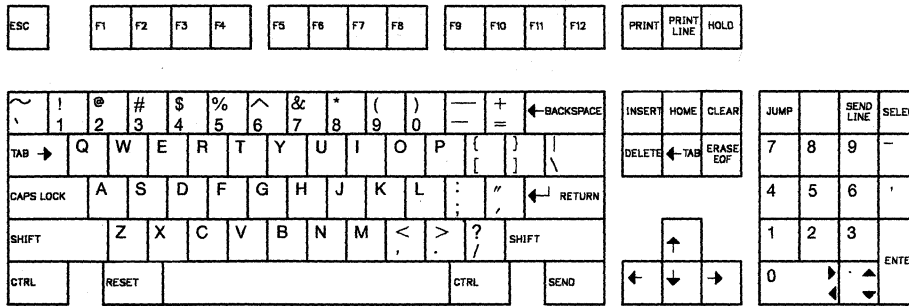 ESC F1 F2 F3 F4 F5 F6 F7 F8 F9 F10 F11 F12 PRINT PRINT LINE HOLD
~ ! @ # $ % ^ & * ( ) — +
` 1 2 3 4 5 6 7 8 9 0 — = ←BACKSPACE INSERT HOME CLEAR JUMP SEND LINE SELE
TAB → Q W E R T Y U I O P { } |
[ ] \ DELETE ←TAB ERASE EOF 7 8 9 −
CAPS LOCK A S D F G H J K L : "
; ' ↵ RETURN 4 5 6 ,
SHIFT Z X C V B N M < > ?
, . / SHIFT ↑ 1 2 3 ENTE
CTRL RESET CTRL SEND ← ↓ → 0 ▶ ◀ . ▲ ▼